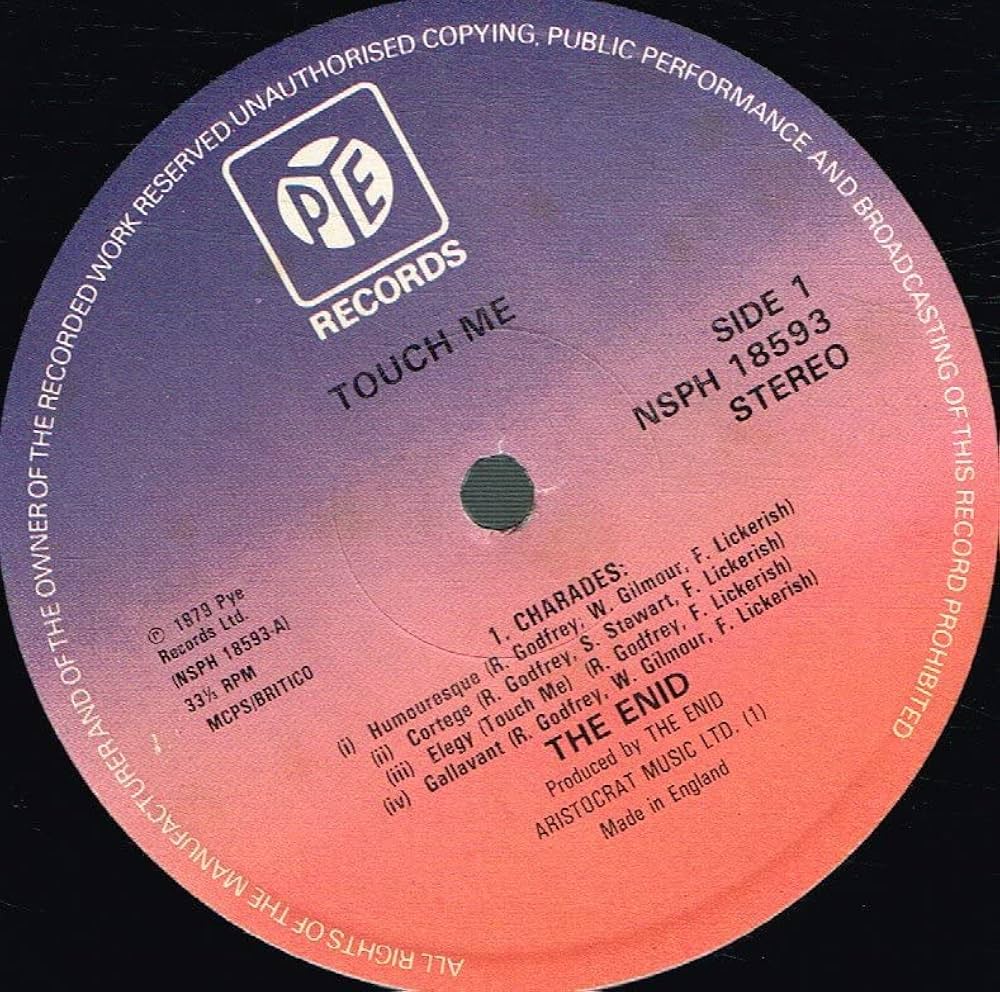 ALL RIGHTS OF THE MANUFACTURER AND OF THE OWNER OF THE RECORDED WORK RESERVED UNAUTHORISED COPYING, PUBLIC PERFORMANCE AND BROADCASTING OF THIS RECORD PROHIBITED
PYE
RECORDS
TOUCH ME
SIDE 1
NSPH 18593
STEREO
℗ 1879 Pye
Records Ltd.
(NSPH 18593-A)
33⅓ RPM
MCPS/BRITICO
1. CHARADES:
(i) Humouresque (R. Godfrey, W. Gilmour, F. Lickerish)
(ii) Cortege (R. Godfrey, S. Stewart, F. Lickerish)
(iii) Elegy (Touch Me) (R. Godfrey, F. Lickerish)
(iv) Gallavant (R. Godfrey, W. Gilmour, F. Lickerish)
THE ENID
Produced by THE ENID
ARISTOCRAT MUSIC LTD. (1)
Made in England